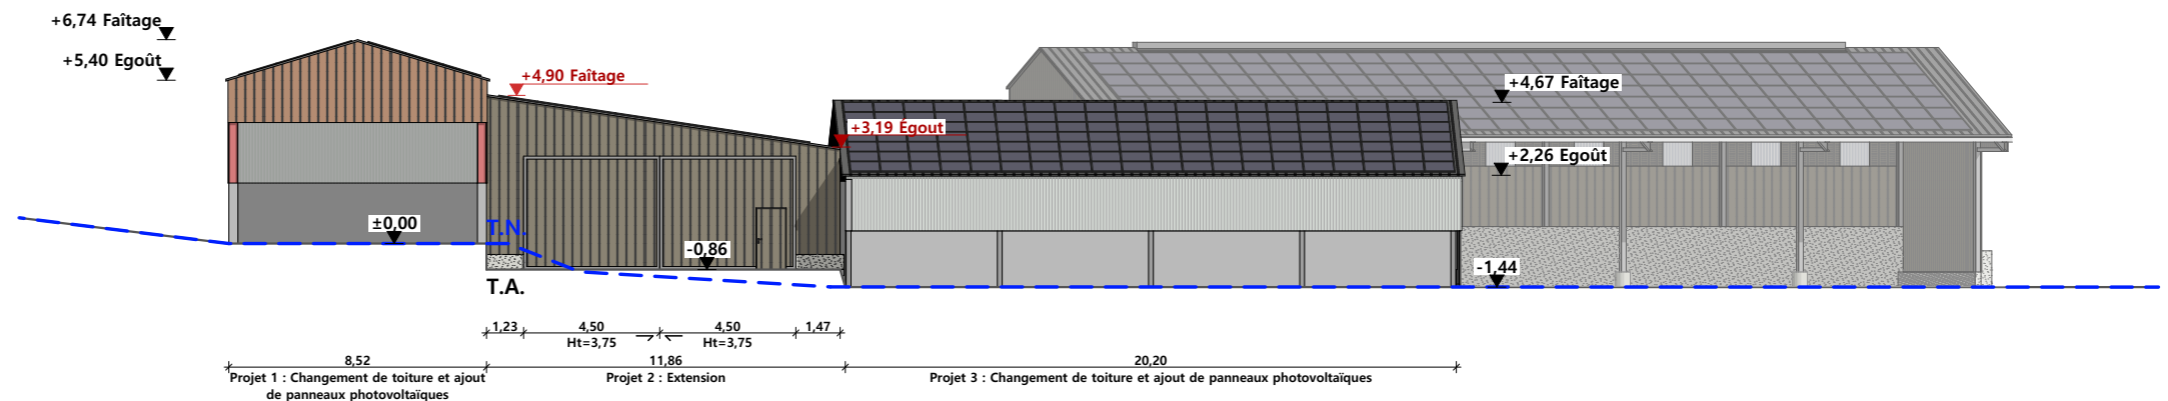 +6,74 Faîtage
+5,40 Egoût
+4,90 Faîtage
+4,67 Faîtage
+3,19 Égout
+2,26 Egoût
±0,00
T.N.
-0,86
-1,44
T.A.
1,23 4,50 4,50 1,47
Ht=3,75 Ht=3,75
8,52 11,86 20,20
Projet 1 : Changement de toiture et ajout
de panneaux photovoltaïques
Projet 2 : Extension
Projet 3 : Changement de toiture et ajout de panneaux photovoltaïques